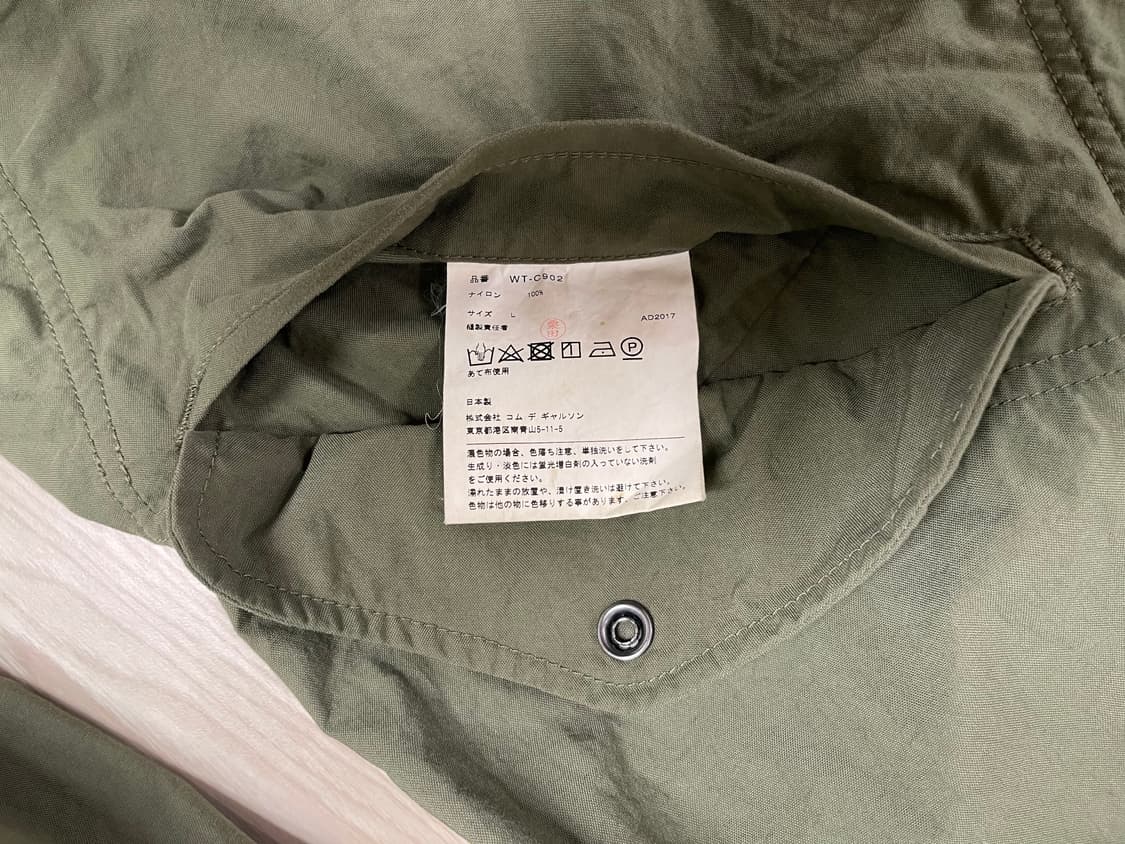 品番 WT-C902
ナイロン 100%
サイズ L AD2017
縫製責任者
あて布使用
日本製
株式会社 コム デ ギャルソン
東京都港区南青山5-11-5
濃色物の場合、色落ち注意、単独洗いをして下さい。
生成り・淡色には蛍光増白剤の入っていない洗剤
をご使用ください。
濡れたままの放置や、漬け置き洗いは避けて下さい。
色物は他の物に色移りする事があります。ご注意下さい。